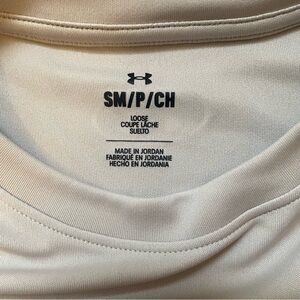 SM/P/CH
LOOSE
COUPE LÂCHE
SUELTO
MADE IN JORDAN
FABRIQUÉ EN JORDANIE
HECHO EN JORDANIA